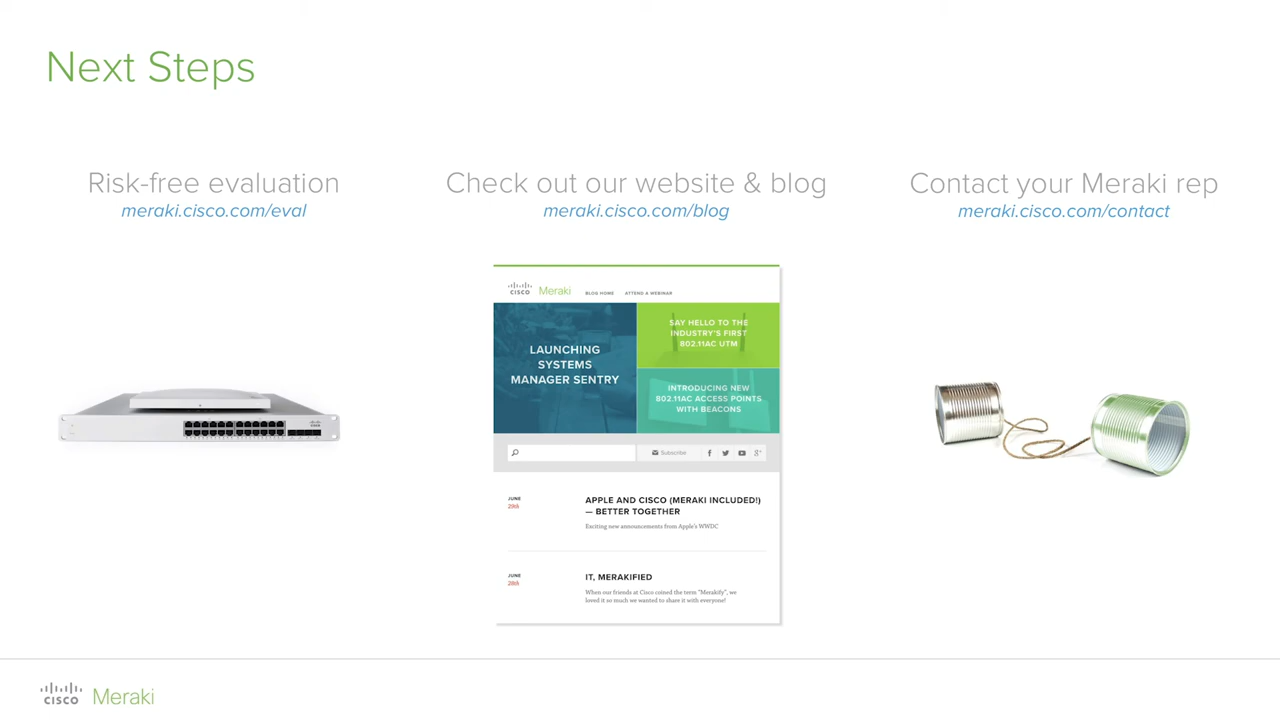 Next Steps
Risk-free evaluation
meraki.cisco.com/eval
Check out our website & blog
meraki.cisco.com/blog
Contact your Meraki rep
meraki.cisco.com/contact
CISCO Meraki BLOG HOME ATTEND A WEBINAR
LAUNCHING
SYSTEMS
MANAGER SENTRY
SAY HELLO TO THE
INDUSTRY'S FIRST
802.11AC UTM
INTRODUCING NEW
802.11AC ACCESS POINTS
WITH BEACONS
Subscribe
JUNE
29th
APPLE AND CISCO (MERAKI INCLUDED!)
— BETTER TOGETHER
Exciting new announcements from Apple's WWDC
JUNE
28th
IT, MERAKIFIED
When our friends at Cisco coined the term "Merakify", we
loved it so much we wanted to share it with everyone!
CISCO Meraki